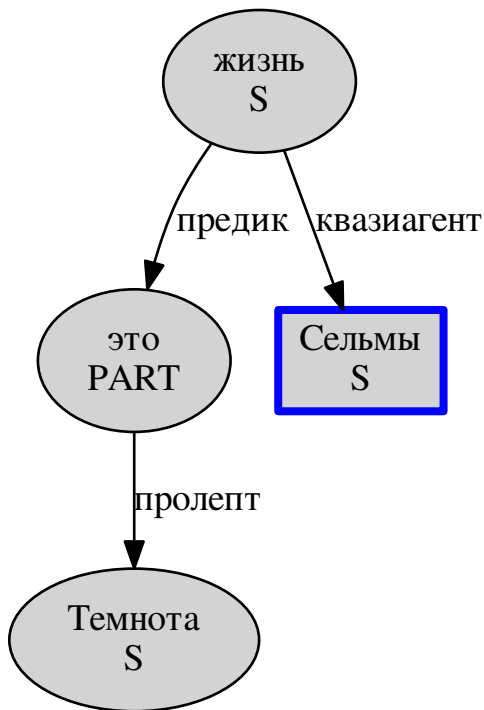 жизнь
S
предик
квазиагент
это
PART
Сельмы
S
пролепт
Темнота
S